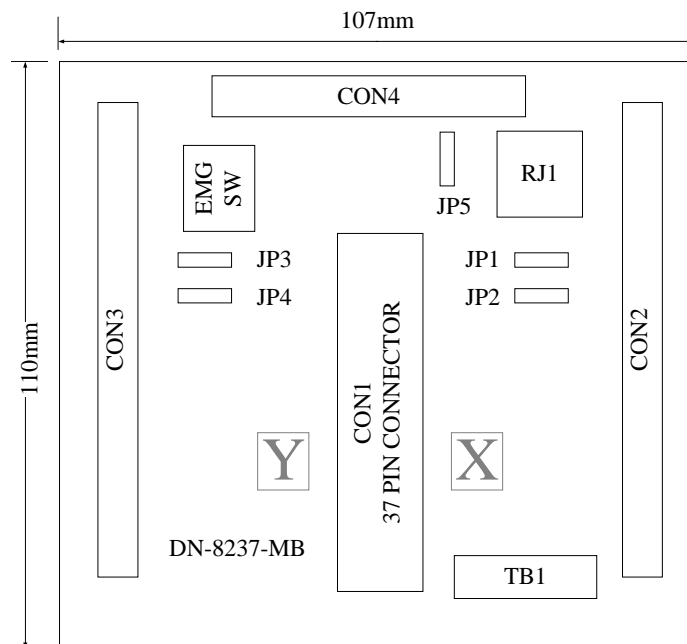 107mm
CON4
EMG
SW
RJ1
JP5
JP3
JP1
JP4
JP2
110mm
CON3
CON1
37 PIN CONNECTOR
CON2
Y
X
DN-8237-MB
TB1